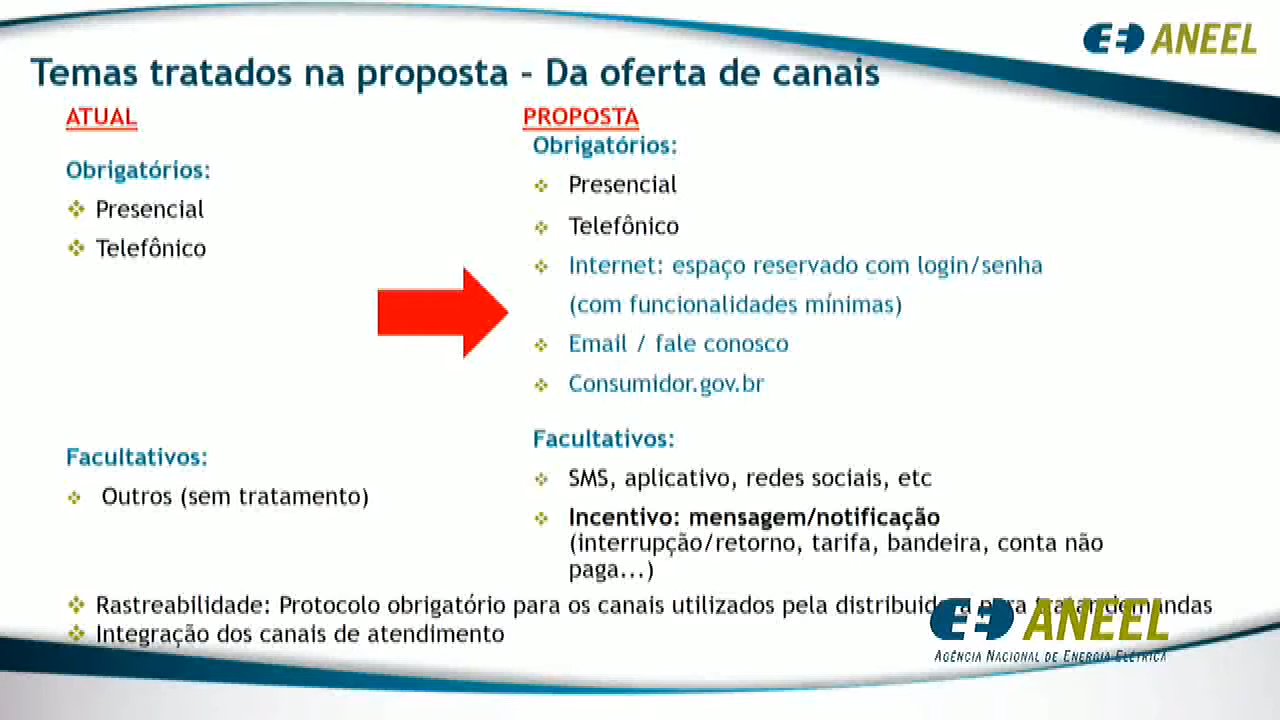 ANEEL
Temas tratados na proposta - Da oferta de canais
ATUAL
Obrigatórios:
Presencial
Telefônico
Facultativos:
Outros (sem tratamento)
PROPOSTA
Obrigatórios:
Presencial
Telefônico
Internet: espaço reservado com login/senha
(com funcionalidades mínimas)
Email / fale conosco
Consumidor.gov.br
Facultativos:
SMS, aplicativo, redes sociais, etc
Incentivo: mensagem/notificação
(interrupção/retorno, tarifa, bandeira, conta não
paga...)
Rastreabilidade: Protocolo obrigatório para os canais utilizados pela demandas
Integração dos canais de atendimento
ANEEL
AGÊNCIA NACIONAL DE ENERGIA ELÉTRICA